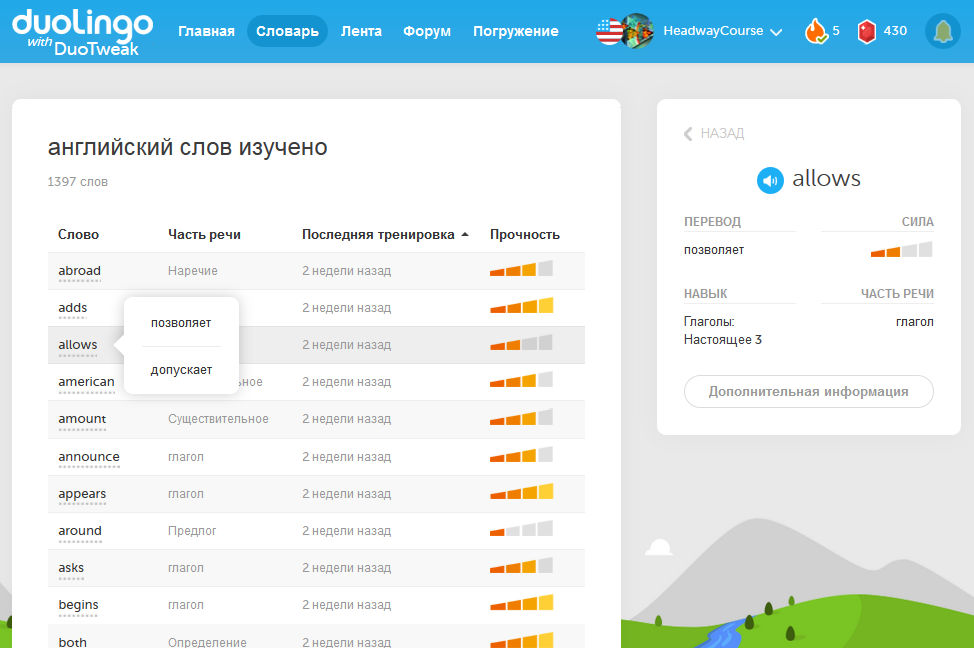 duolingo
with DuoTweak
Главная Словарь Лента Форум Погружение HeadwayCourse 5 430
английский слов изучено
1397 слов
Слово Часть речи Последняя тренировка Прочность
abroad Наречие 2 недели назад
adds 2 недели назад
позволяет
allows 2 недели назад
допускает
american ьное 2 недели назад
amount Существительное 2 недели назад
announce глагол 2 недели назад
appears глагол 2 недели назад
around Предлог 2 недели назад
asks глагол 2 недели назад
begins глагол 2 недели назад
both Определение 2 недели назад
НАЗАД
allows
ПЕРЕВОД СИЛА
позволяет
НАВЫК ЧАСТЬ РЕЧИ
Глаголы: глагол
Настоящее 3
Дополнительная информация